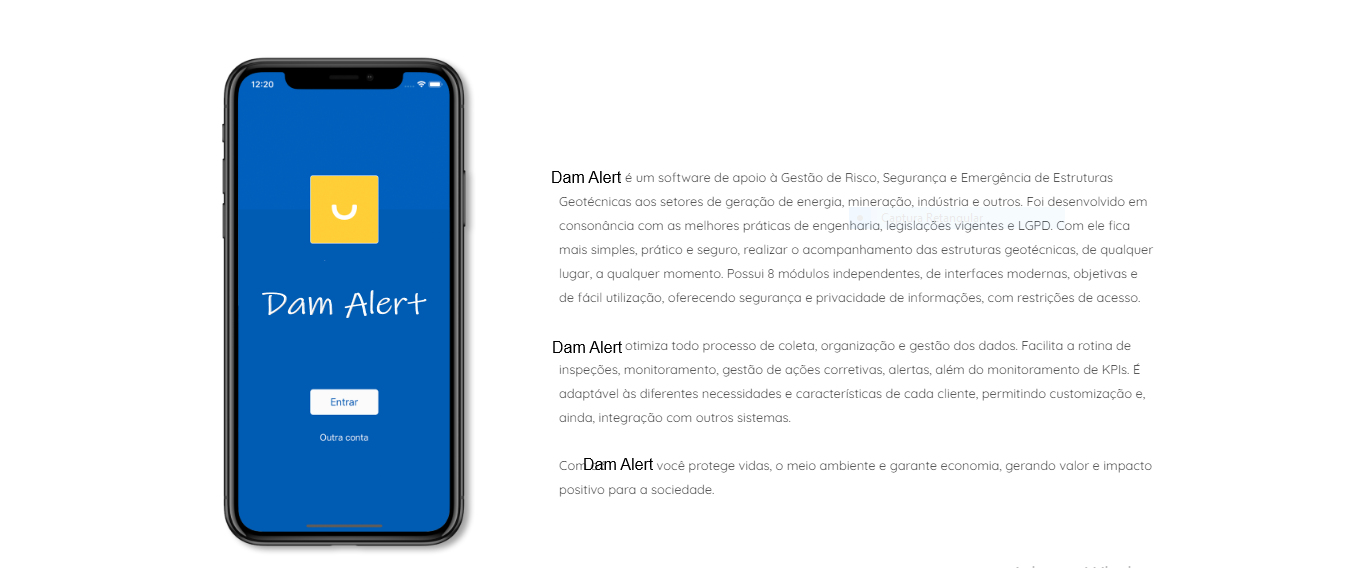 12:20
Dam Alert
Entrar
Outra conta
Dam Alert é um software de apoio à Gestão de Risco, Segurança e Emergência de Estruturas
Geotécnicas aos setores de geração de energia, mineração, indústria e outros. Foi desenvolvido em
Captura Retangular
consonância com as melhores práticas de engenharia, legislações vigentes e LGPD. Com ele fica
mais simples, prático e seguro, realizar o acompanhamento das estruturas geotécnicas, de qualquer
lugar, a qualquer momento. Possui 8 módulos independentes, de interfaces modernas, objetivas e
de fácil utilização, oferecendo segurança e privacidade de informações, com restrições de acesso.
Dam Alert otimiza todo processo de coleta, organização e gestão dos dados. Facilita a rotina de
inspeções, monitoramento, gestão de ações corretivas, alertas, além do monitoramento de KPIs. É
adaptável às diferentes necessidades e características de cada cliente, permitindo customização e,
ainda, integração com outros sistemas.
Com Dam Alert você protege vidas, o meio ambiente e garante economia, gerando valor e impacto
positivo para a sociedade.